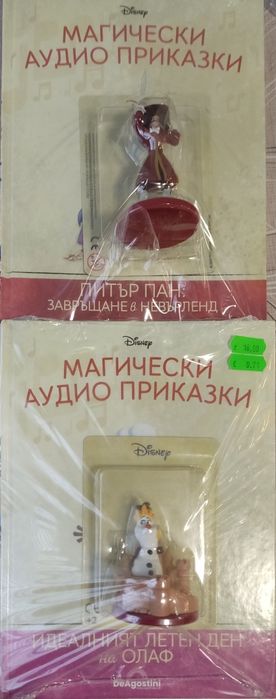 Disney
МАГИЧЕСКИ
АУДИО ПРИКАЗКИ
ПИТЪР ПАН:
ЗАВРЪЩАНЕ в НЕВЪРЛЕНД
Disney
МАГИЧЕСКИ
АУДИО ПРИКАЗКИ
Disney
ИДЕАЛНИЯТ ЛЕТЕН ДЕН
на ОЛАФ
DeAGOSTINI